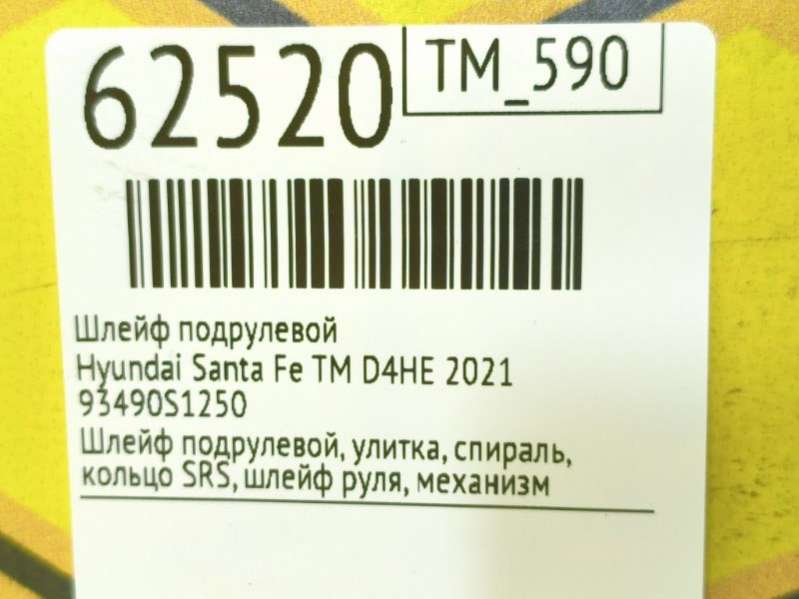 62520
TM_590
Шлейф подрулевой
Hyundai Santa Fe TM D4HE 2021
93490S1250
Шлейф подрулевой, улитка, спираль,
кольцо SRS, шлейф руля, механизм